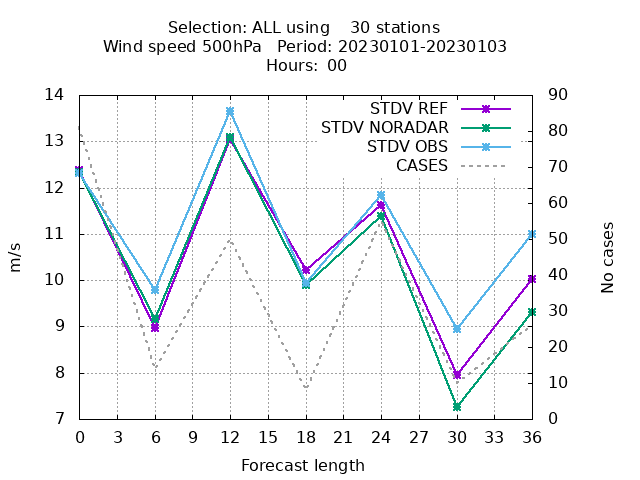 Selection: ALL using    30 stations
Wind speed 500hPa   Period: 20230101-20230103
Hours: 00
14
13
12
11
10
9
8
7
90
80
70
60
50
40
30
20
10
0
STDV REF
STDV NORADAR
STDV OBS
CASES
m/s
No cases
0 3 6 9 12 15 18 21 24 27 30 33 36
Forecast length